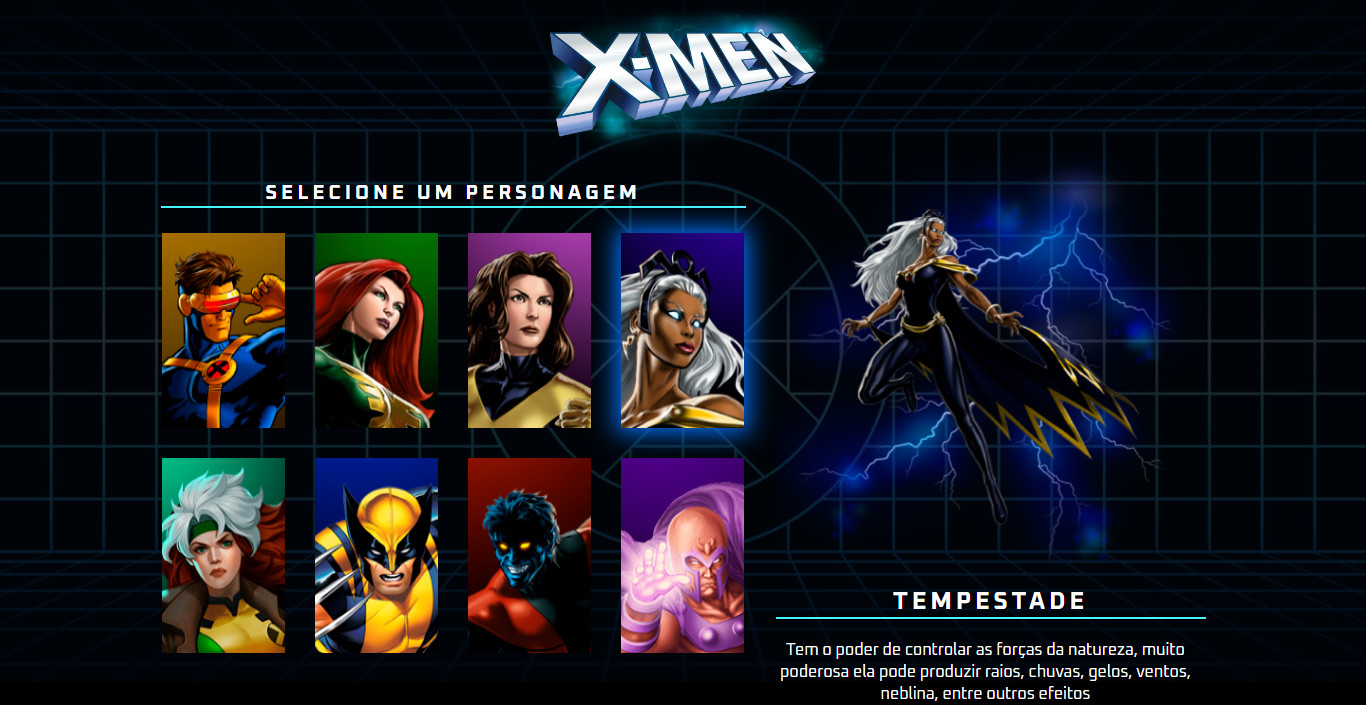 X-MEN
SELECIONE UM PERSONAGEM
TEMPESTADE
Tem o poder de controlar as forças da natureza, muito
poderosa ela pode produzir raios, chuvas, gelos, ventos,
neblina, entre outros efeitos